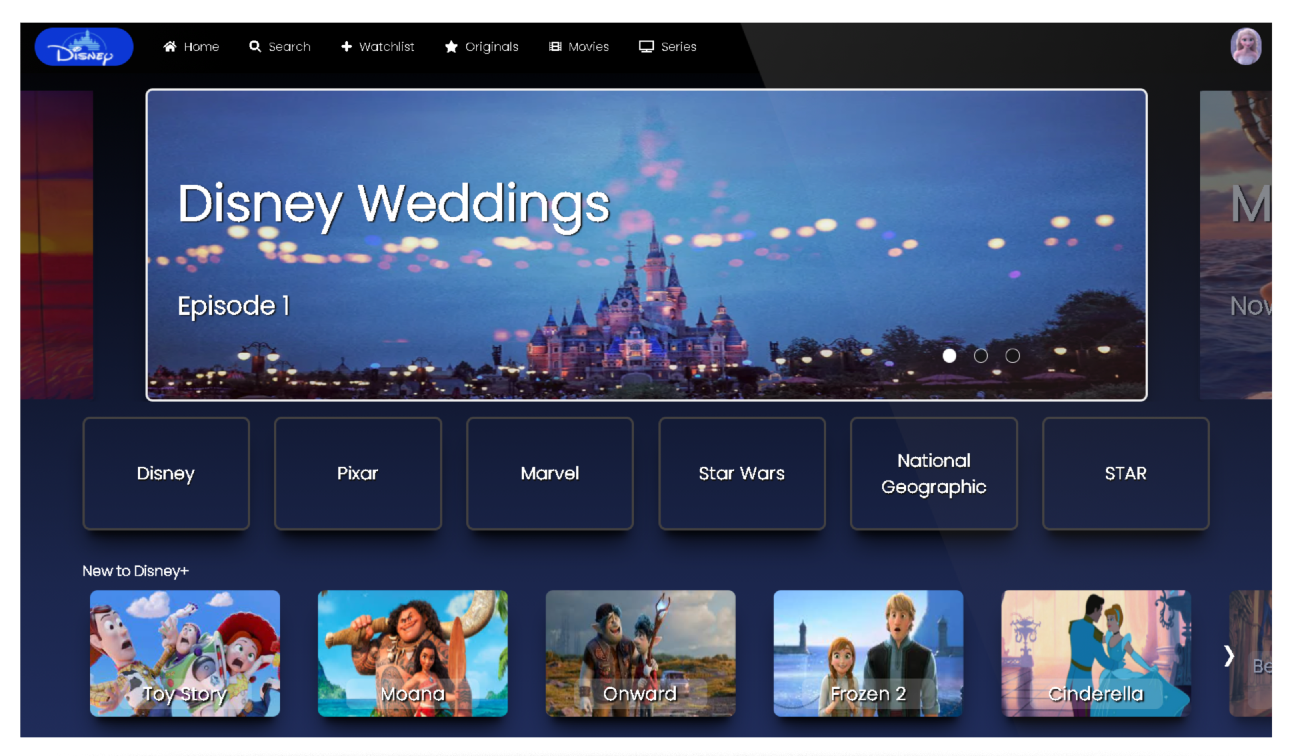 Disney
Home
Search
Watchlist
Originals
Movies
Series
Disney Weddings
Episode 1
M
Nov
Disney
Pixar
Marvel
Star Wars
National
Geographic
STAR
New to Disney+
Toy Story
Moana
Onward
Frozen 2
Cinderella
Be